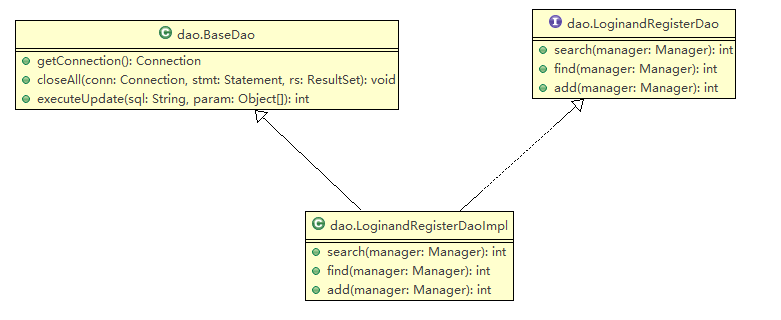 C dao.BaseDao
getConnection(): Connection
closeAll(conn: Connection, stmt: Statement, rs: ResultSet): void
executeUpdate(sql: String, param: Object[]): int
I dao.LoginandRegisterDao
search(manager: Manager): int
find(manager: Manager): int
add(manager: Manager): int
C dao.LoginandRegisterDaoImpl
search(manager: Manager): int
find(manager: Manager): int
add(manager: Manager): int